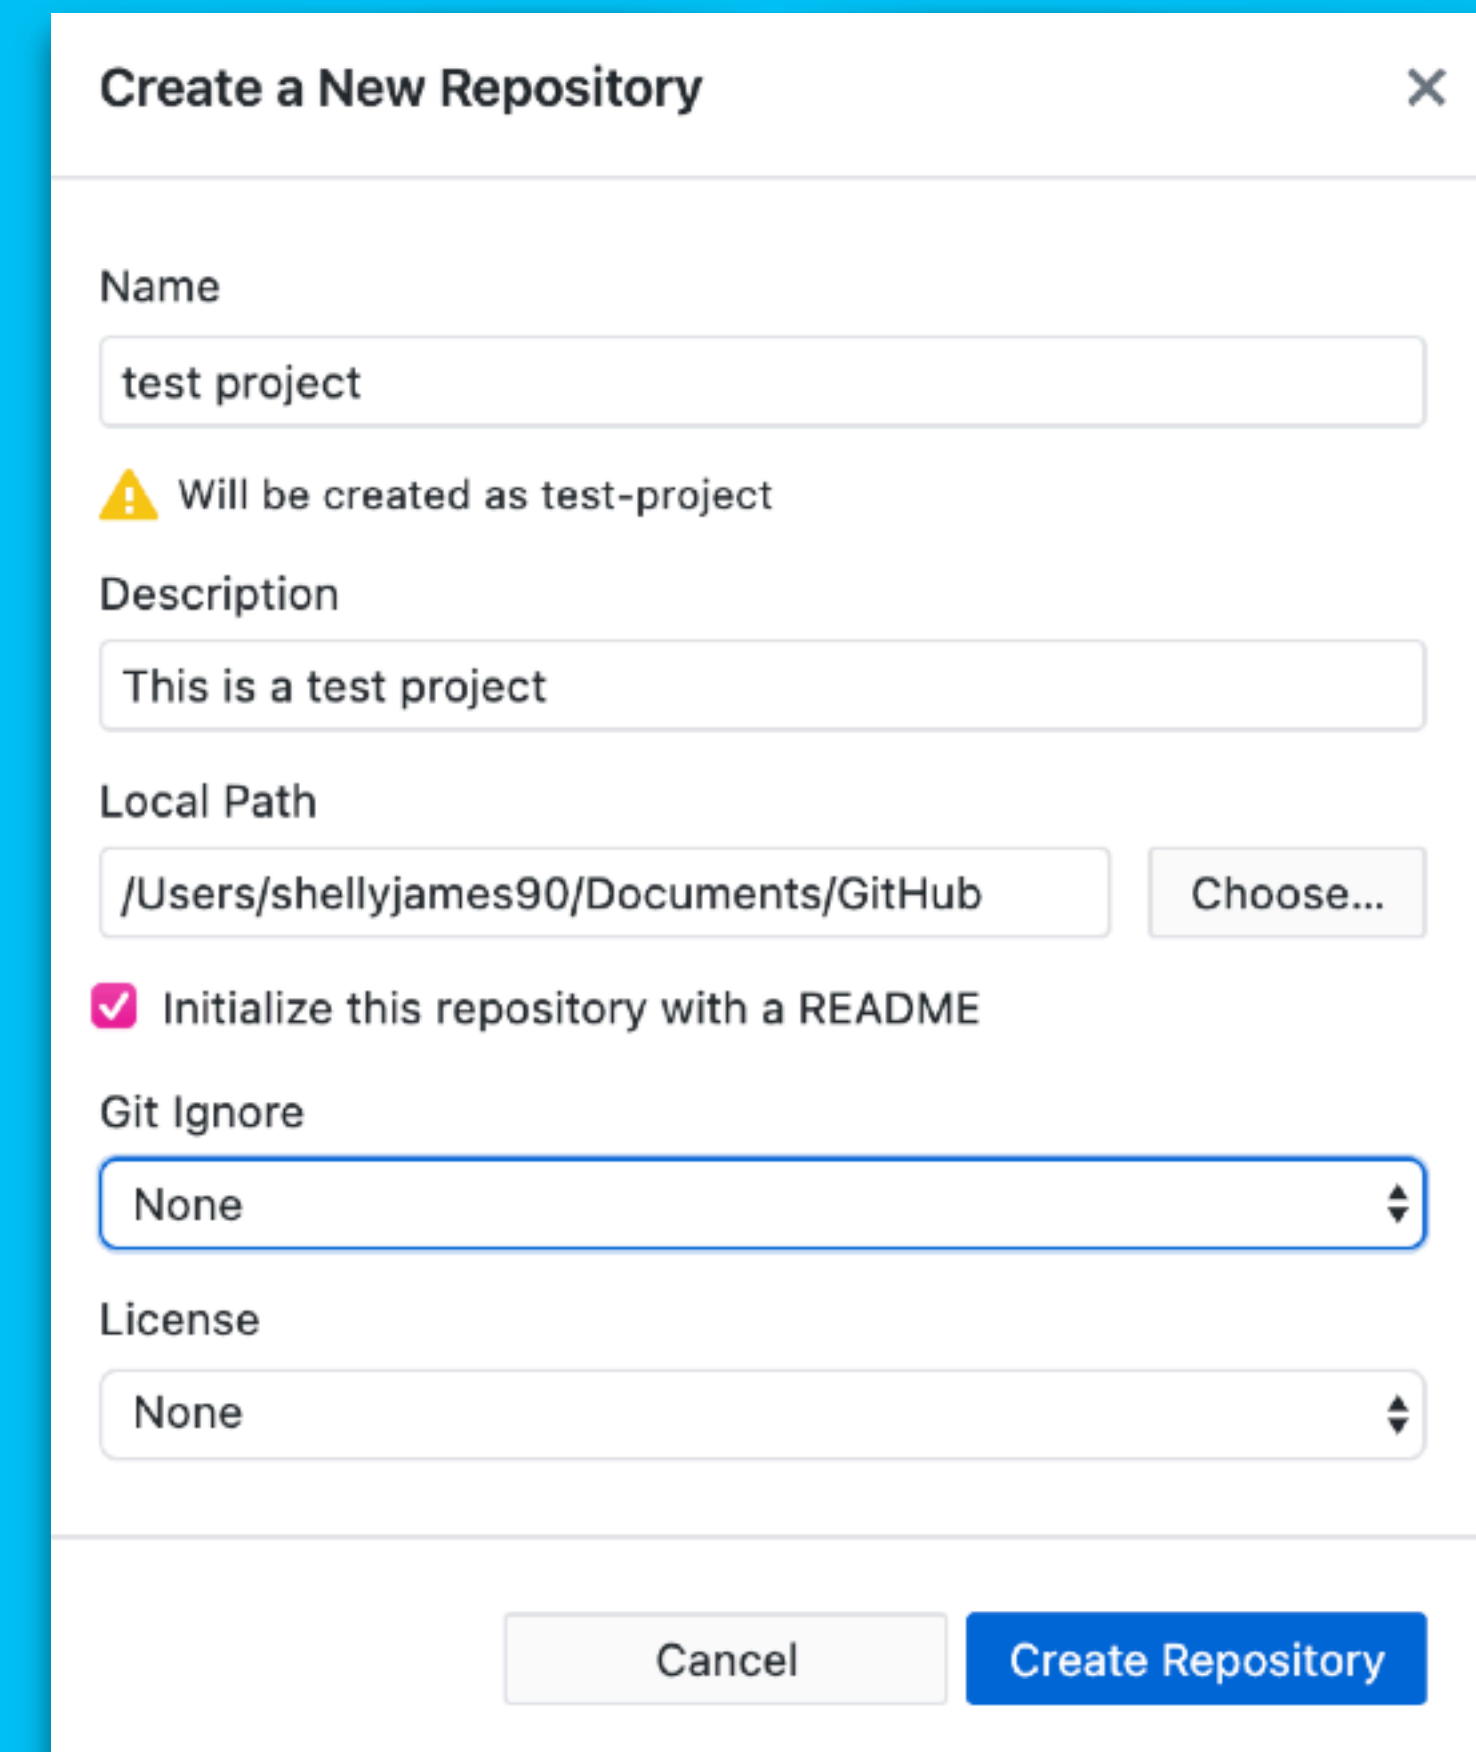 Create a New Repository
Name
test project
Will be created as test-project
Description
This is a test project
Local Path
/Users/shellyjames90/Documents/GitHub
Choose...
Initialize this repository with a README
Git Ignore
None
License
None
Cancel
Create Repository